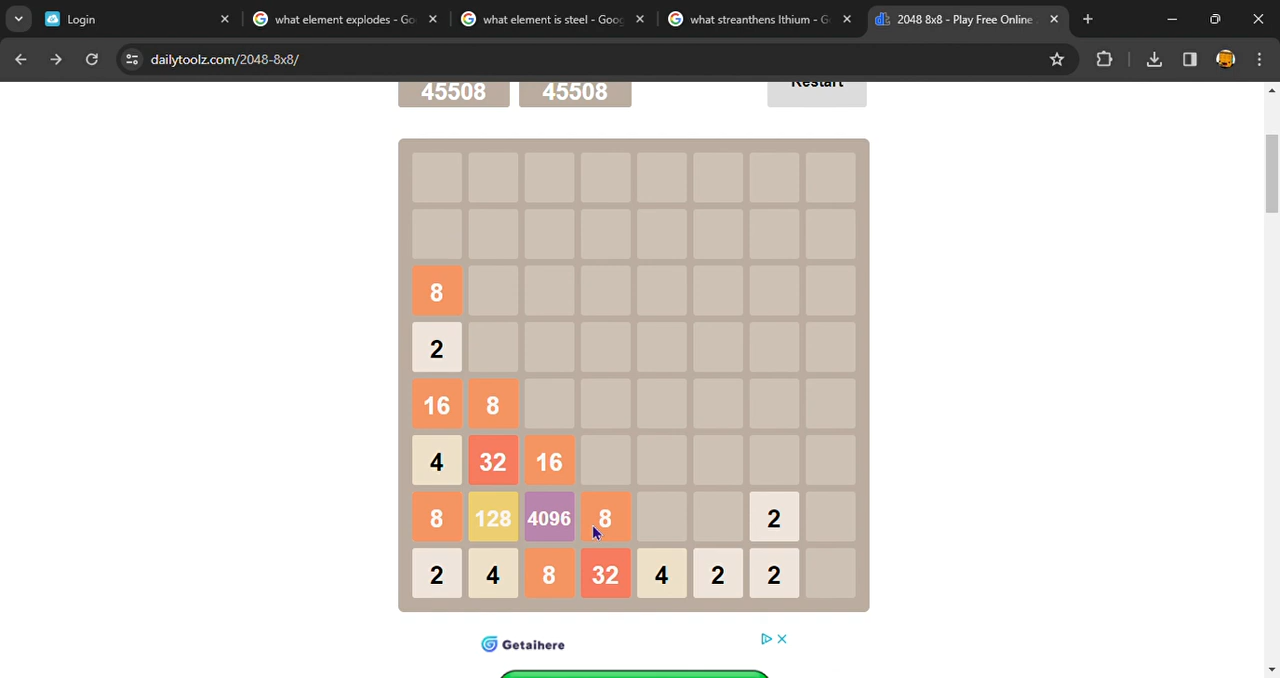 Login
what element explodes - Go
what element is steel - Goog
what streanthens lthium - G
2048 8x8 - Play Free Online
dailytoolz.com/2048-8x8/
45508 45508 Restart
8
2
16 8
4 32 16
8 128 4096 8 2
2 4 8 32 4 2 2
Getaihere